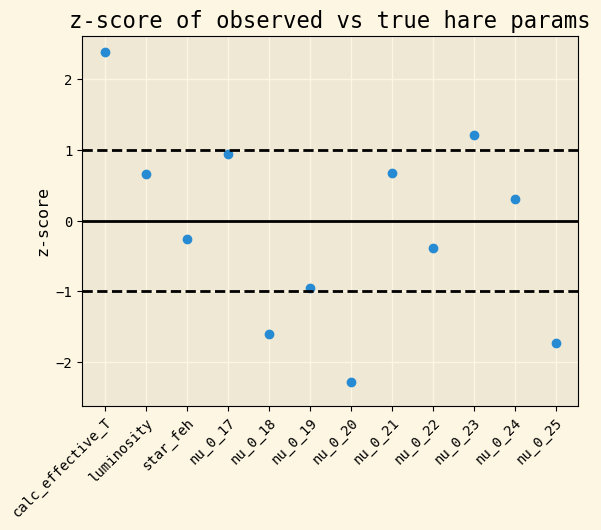 z-score of observed vs true hare params
z-score
2
1
0
−1
−2
calc_effective_T
luminosity
star_feh
nu_0_17
nu_0_18
nu_0_19
nu_0_20
nu_0_21
nu_0_22
nu_0_23
nu_0_24
nu_0_25